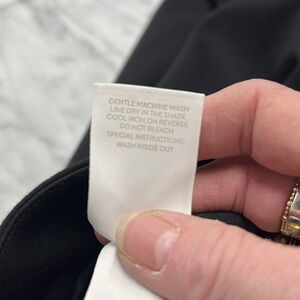 GENTLE MACHINE WASH
LINE DRY IN THE SHADE
COOL IRON ON REVERSE
DO NOT BLEACH
SPECIAL INSTRUCTIONS,
WASH INSIDE OUT